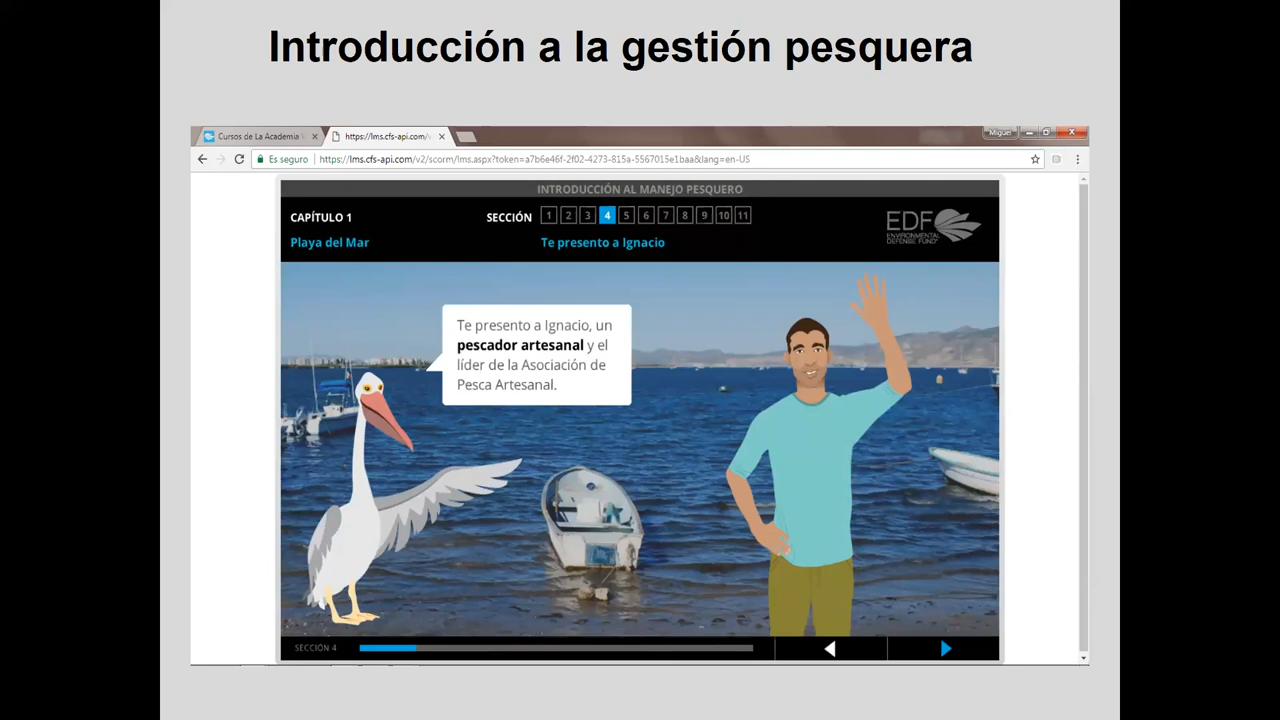 Introducción a la gestión pesquera
Cursos de La Academia
https://lms.cfs-api.com/v
Miguel
Es seguro
https://lms.cfs-api.com/v2/scorm/lms.aspx?token=a7b6e46f-2f02-4273-815a-5567015e1baa&lang=en-US
INTRODUCCIÓN AL MANEJO PESQUERO
CAPÍTULO 1
SECCIÓN 1 2 3 4 5 6 7 8 9 10 11
Playa del Mar
Te presento a Ignacio
EDF
ENVIRONMENTAL
DEFENSE FUND®
Te presento a Ignacio, un
pescador artesanal y el
líder de la Asociación de
Pesca Artesanal.
SECCIÓN 4